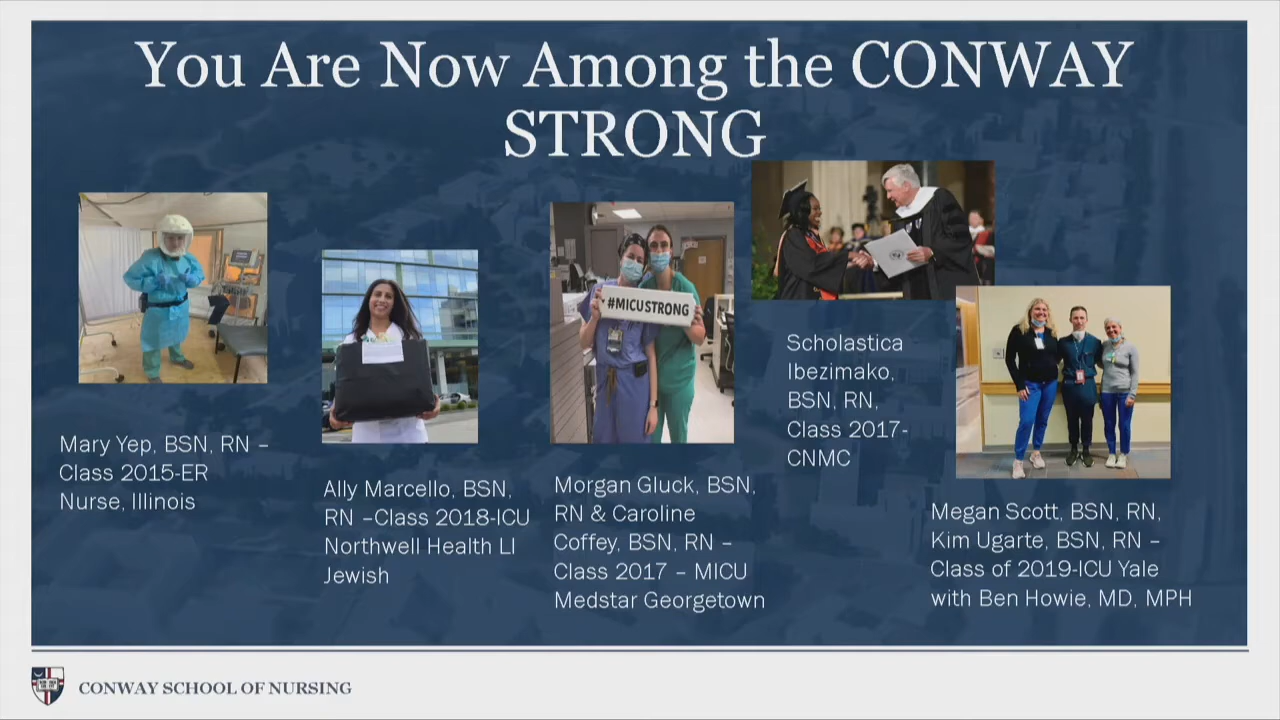 You Are Now Among the CONWAY
STRONG
Mary Yep, BSN, RN –
Class 2015-ER
Nurse, Illinois
Ally Marcello, BSN,
RN –Class 2018-ICU
Northwell Health LI
Jewish
#MICUSTRONG
Morgan Gluck, BSN,
RN & Caroline
Coffey, BSN, RN –
Class 2017 – MICU
Medstar Georgetown
Scholastica
Ibezimako,
BSN, RN,
Class 2017-
CNMC
Megan Scott, BSN, RN,
Kim Ugarte, BSN, RN –
Class of 2019-ICU Yale
with Ben Howie, MD, MPH
CONWAY SCHOOL OF NURSING